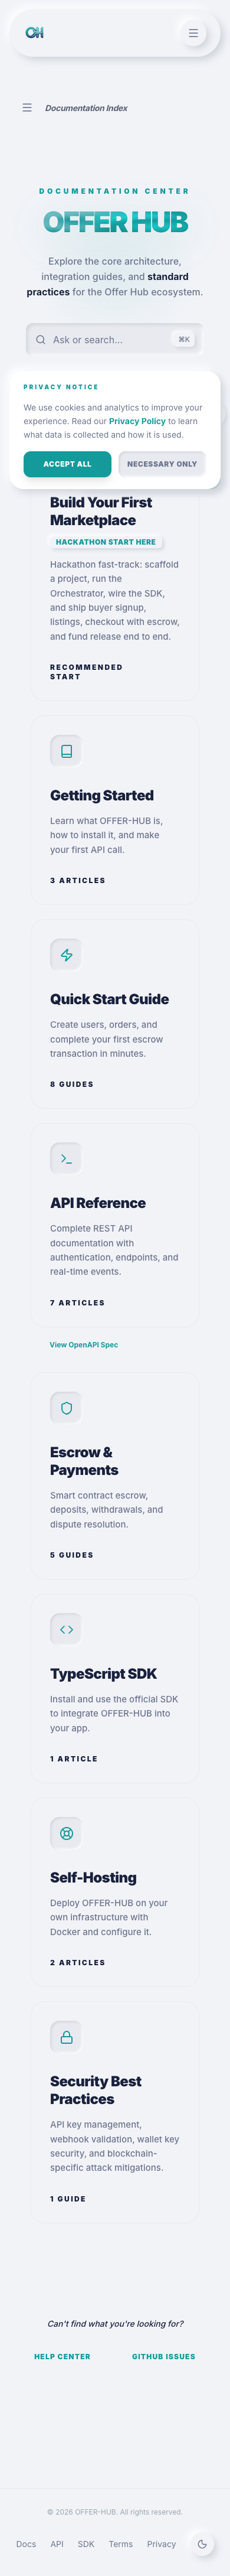 OH
Documentation Index
DOCUMENTATION CENTER
OFFER HUB
Explore the core architecture,
integration guides, and standard
practices for the Offer Hub ecosystem.
Ask or search...
⌘K
PRIVACY NOTICE
We use cookies and analytics to improve your
experience. Read our Privacy Policy to learn
what data is collected and how it is used.
ACCEPT ALL
NECESSARY ONLY
Build Your First
Marketplace
HACKATHON START HERE
Hackathon fast-track: scaffold
a project, run the
Orchestrator, wire the SDK,
and ship buyer signup,
listings, checkout with escrow,
and fund release end to end.
RECOMMENDED
START
Getting Started
Learn what OFFER-HUB is,
how to install it, and make
your first API call.
3 ARTICLES
Quick Start Guide
Create users, orders, and
complete your first escrow
transaction in minutes.
8 GUIDES
API Reference
Complete REST API
documentation with
authentication, endpoints, and
real-time events.
7 ARTICLES
View OpenAPI Spec
Escrow &
Payments
Smart contract escrow,
deposits, withdrawals, and
dispute resolution.
5 GUIDES
TypeScript SDK
Install and use the official SDK
to integrate OFFER-HUB into
your app.
1 ARTICLE
Self-Hosting
Deploy OFFER-HUB on your
own infrastructure with
Docker and configure it.
2 ARTICLES
Security Best
Practices
API key management,
webhook validation, wallet key
security, and blockchain-
specific attack mitigations.
1 GUIDE
Can't find what you're looking for?
HELP CENTER
GITHUB ISSUES
© 2026 OFFER-HUB. All rights reserved.
Docs
API
SDK
Terms
Privacy